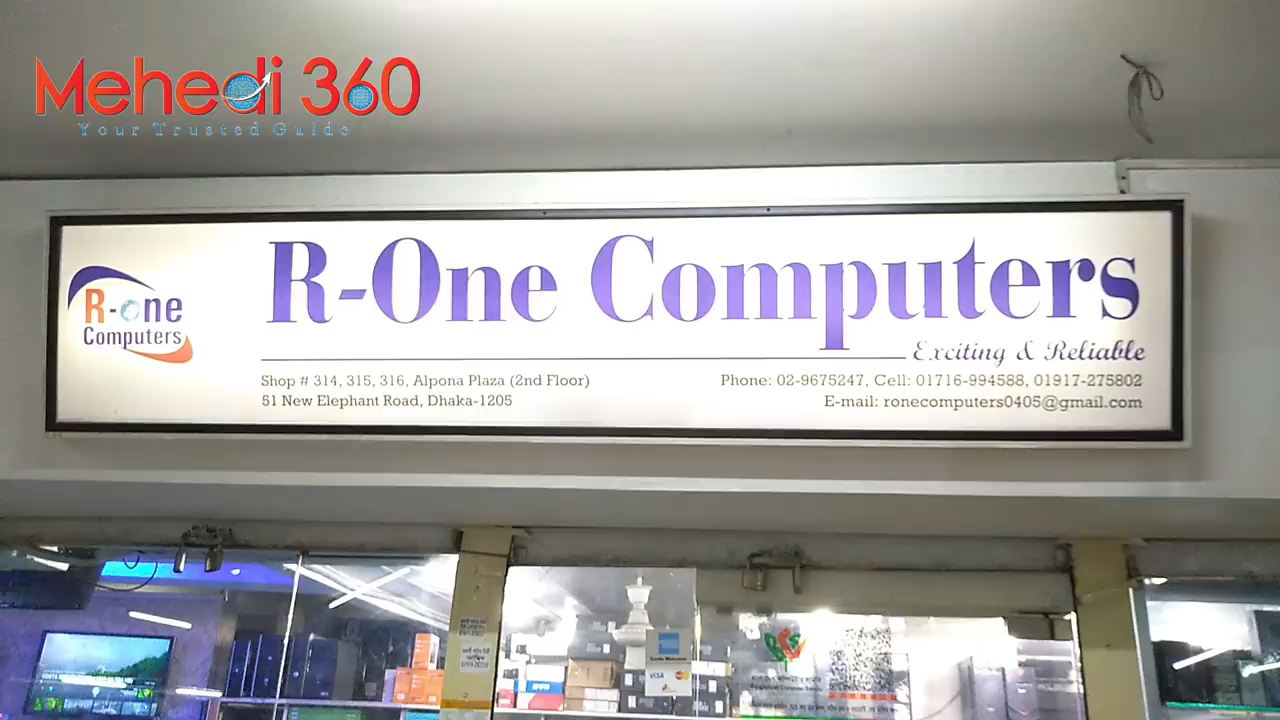 Mehedi 360
Your Trusted Guide
R-One Computers
R-one
Computers
Exciting & Reliable
Shop # 314, 315, 316, Alpona Plaza (2nd Floor)
51 New Elephant Road, Dhaka-1205
Phone: 02-9675247, Cell: 01716-994588, 01917-275802
E-mail: ronecomputers0405@gmail.com
VISA